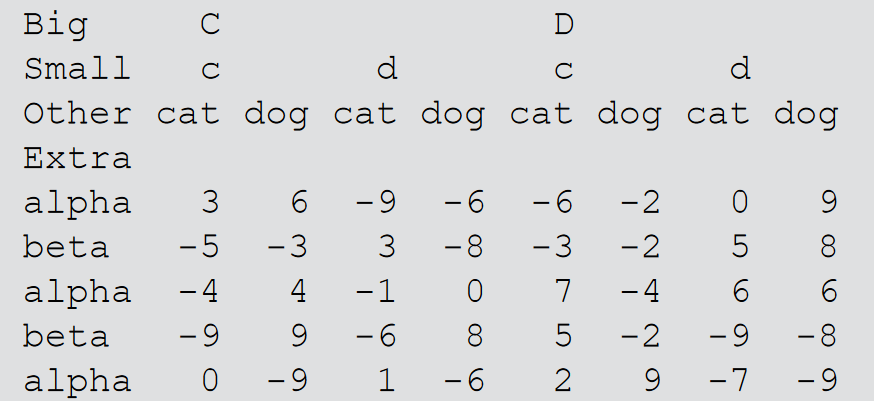 Big C D
Small c d c d
Other cat dog cat dog cat dog cat dog
Extra
alpha 3 6 -9 -6 -6 -2 0 9
beta -5 -3 3 -8 -3 -2 5 8
alpha -4 4 -1 0 7 -4 6 6
beta -9 9 -6 8 5 -2 -9 -8
alpha 0 -9 1 -6 2 9 -7 -9